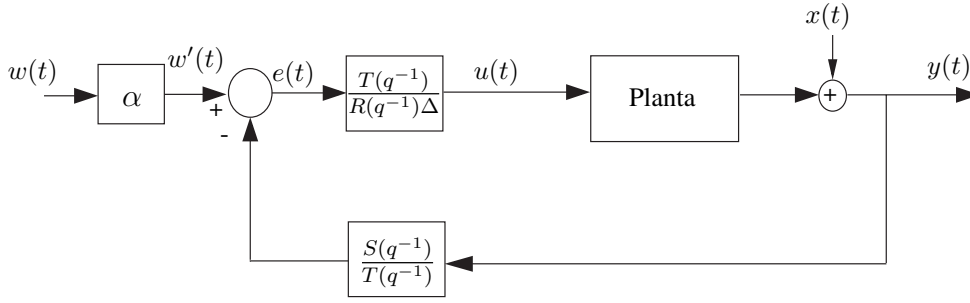 x(t)
w(t)
α
w'(t)
+
-
e(t)
T(q⁻¹)
R(q⁻¹)Δ
u(t)
Planta
+
y(t)
S(q⁻¹)
T(q⁻¹)